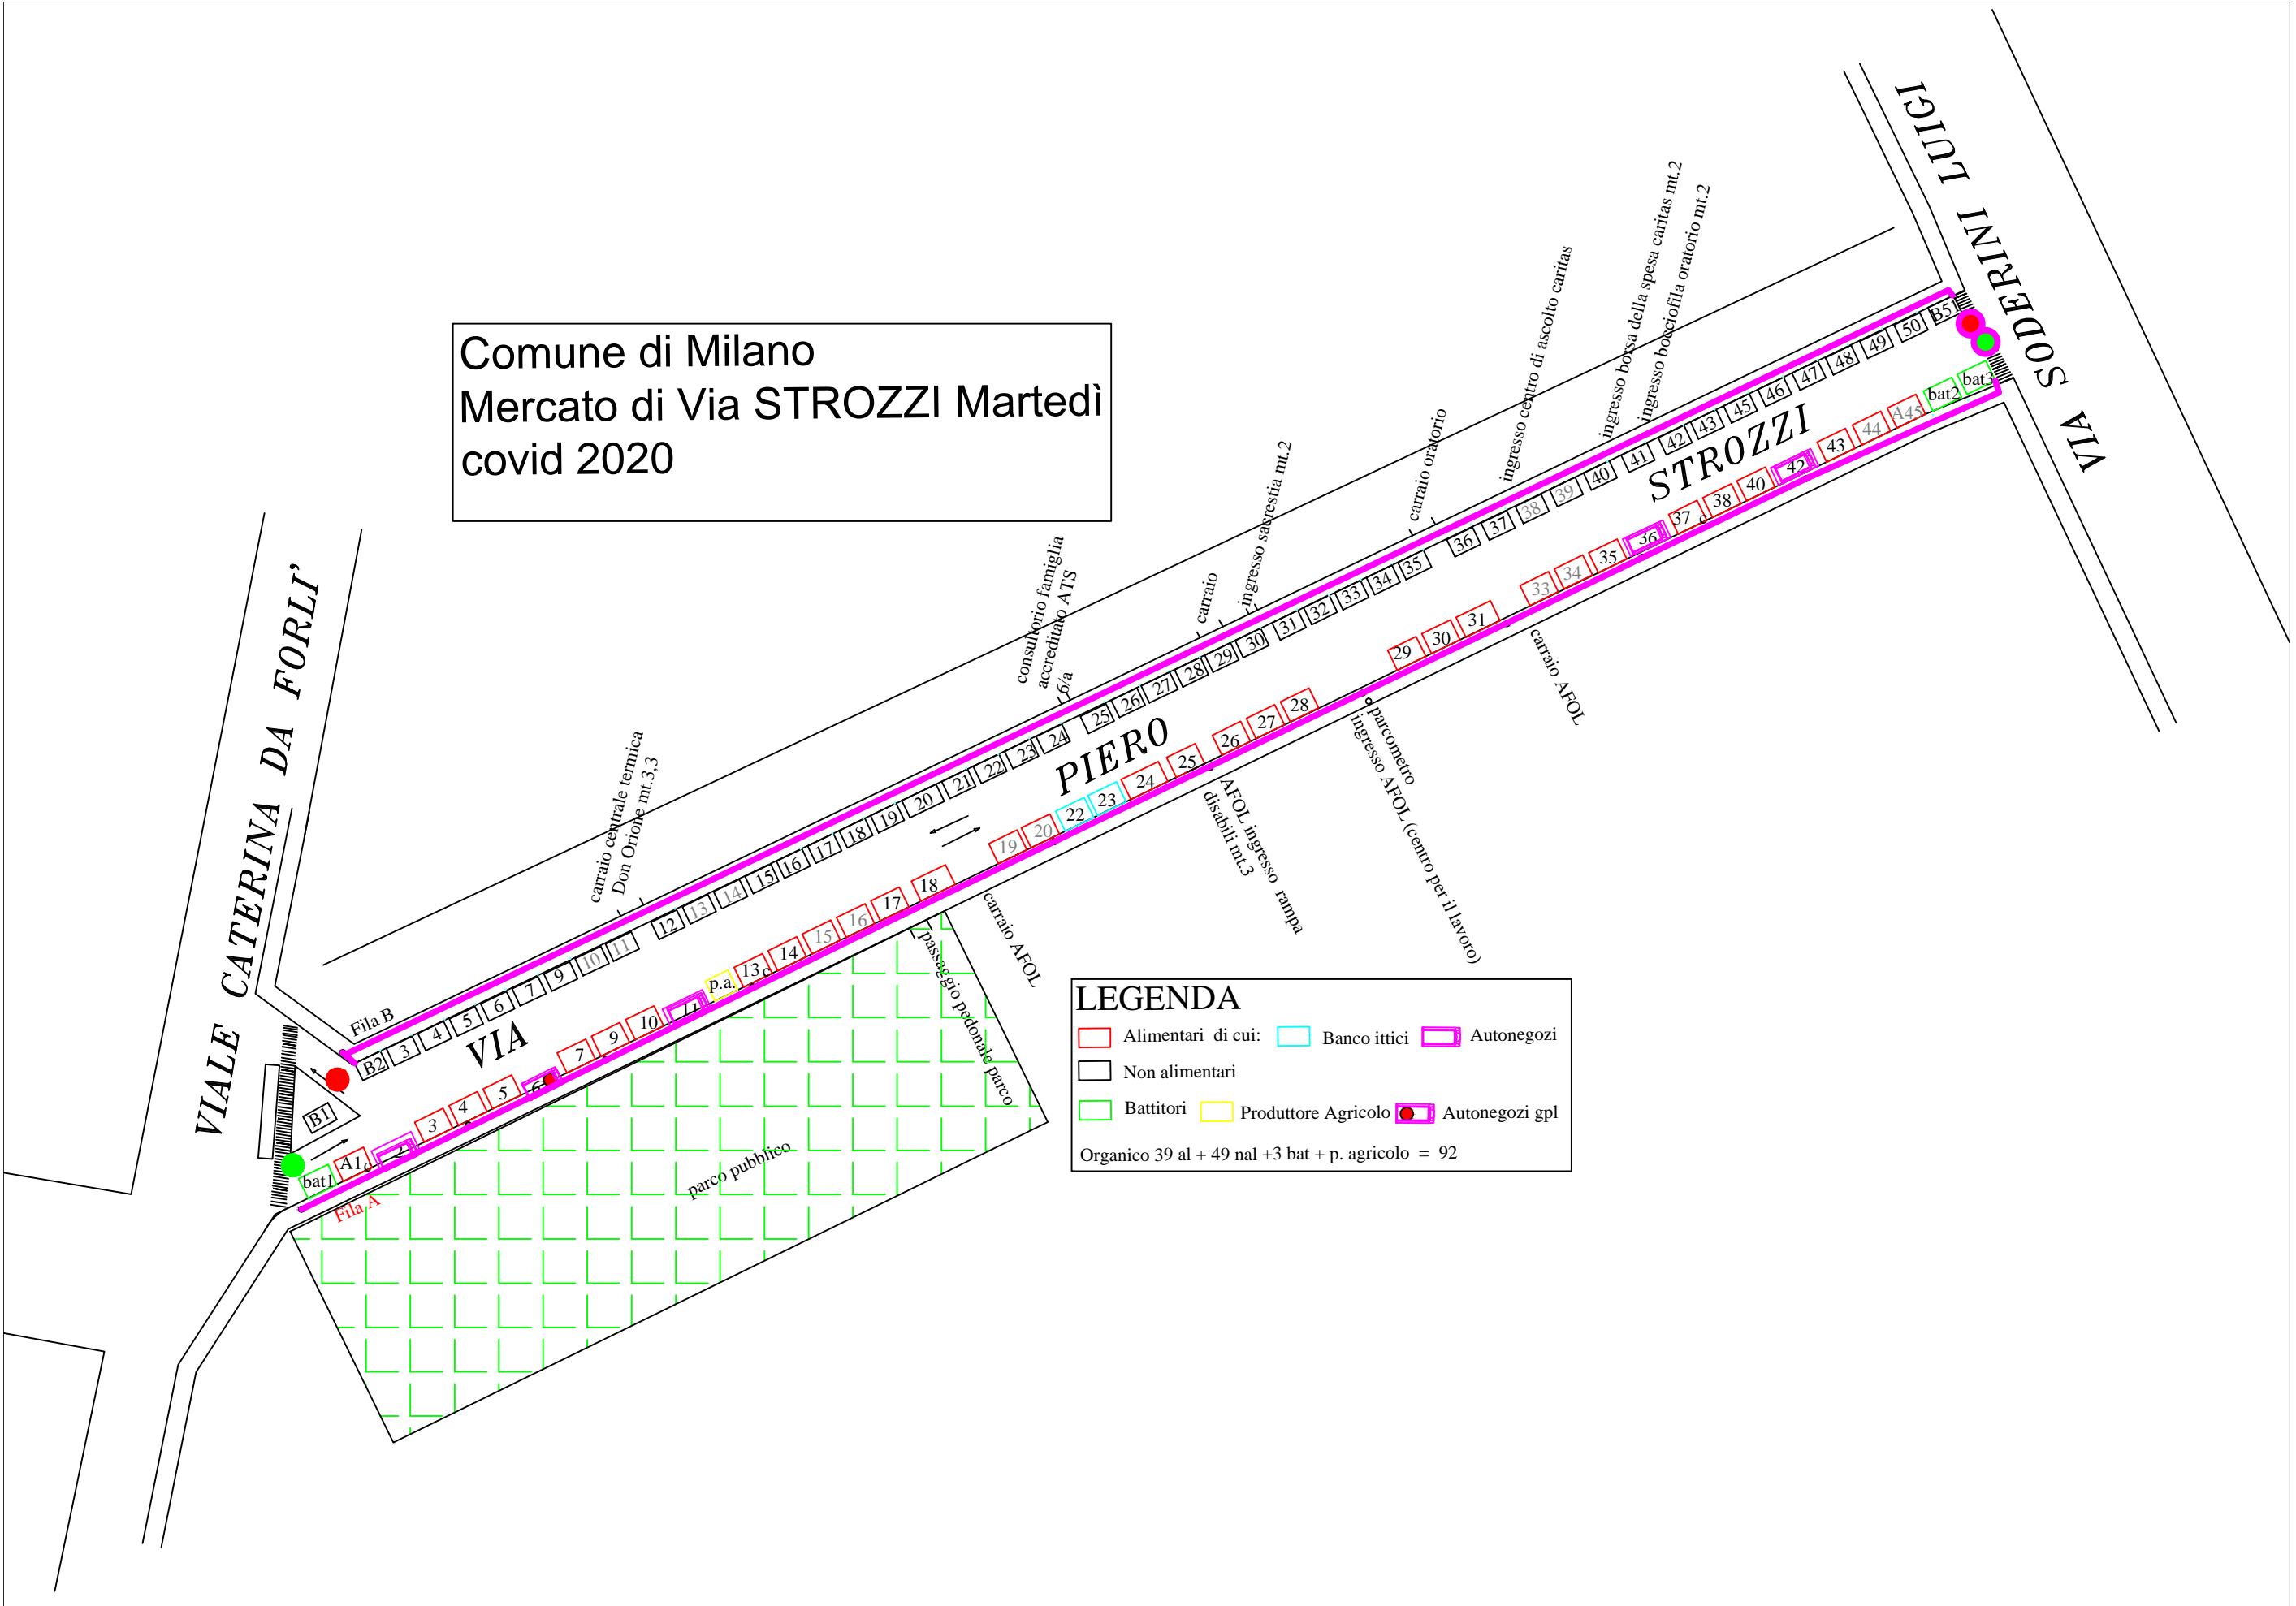 Comune di Milano
Mercato di Via STROZZI Martedì
covid 2020
VIA SODERINI LUIGI
VIALE CATERINA DA FORLI'
VIA
PIERO
STROZZI
carraio centrale termica
Don Orione mt.3,3
consultorio famiglia
accreditato ATS
6/a
carraio
ingresso sacrestia mt.2
carraio oratorio
ingresso centro di ascolto caritas
ingresso borsa della spesa caritas mt.2
ingresso bocciofila oratorio mt.2
Fila B
B1
B2 3 4 5 6 7 9 10 11 12 13 14 15 16 17 18 19 20 21 22 23 24 25 26 27 28 29 30 31 32 33 34 35 36 37 38 39 40 41 42 43 45 46 47 48 49 50 B51
bat1 A1 c 2 3 4 5 6 7 9 10 11 p.a. 13 c 14 15 16 17 18 19 20 22 23 24 25 26 27 28 29 30 31 33 34 35 36 37 c 38 40 42 43 44 A45 bat2 bat3
Fila A
parco pubblico
passaggio pedonale parco
carraio AFOL
AFOL ingresso rampa
disabili mt.3
parcometro
ingresso AFOL (centro per il lavoro)
carraio AFOL
LEGENDA
Alimentari di cui: Banco ittici Autonegozi
Non alimentari
Battitori Produttore Agricolo Autonegozi gpl
Organico 39 al + 49 nal +3 bat + p. agricolo = 92